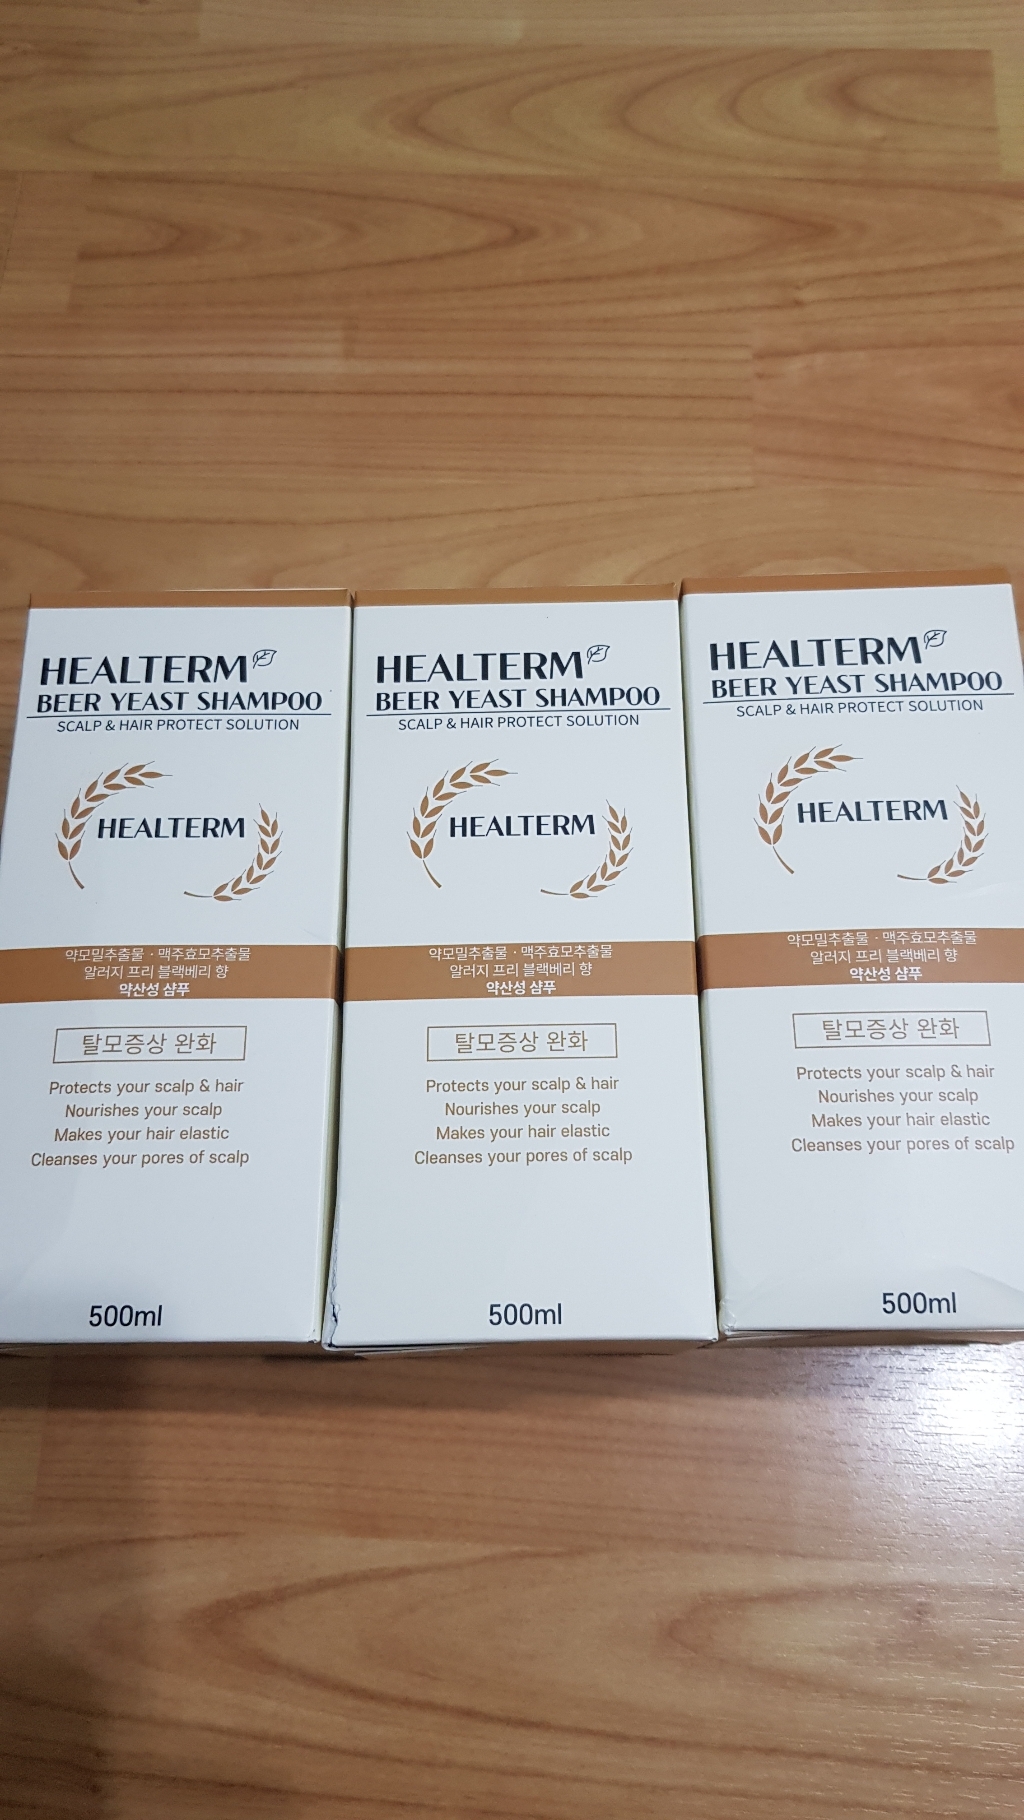 HEALTERM
BEER YEAST SHAMPOO
SCALP & HAIR PROTECT SOLUTION
HEALTERM
약모밀추출물 · 맥주효모추출물
알러지 프리 블랙베리 향
약산성 샴푸
탈모증상 완화
Protects your scalp & hair
Nourishes your scalp
Makes your hair elastic
Cleanses your pores of scalp
500ml
HEALTERM
BEER YEAST SHAMPOO
SCALP & HAIR PROTECT SOLUTION
HEALTERM
약모밀추출물 · 맥주효모추출물
알러지 프리 블랙베리 향
약산성 샴푸
탈모증상 완화
Protects your scalp & hair
Nourishes your scalp
Makes your hair elastic
Cleanses your pores of scalp
500ml
HEALTERM
BEER YEAST SHAMPOO
SCALP & HAIR PROTECT SOLUTION
HEALTERM
약모밀추출물 · 맥주효모추출물
알러지 프리 블랙베리 향
약산성 샴푸
탈모증상 완화
Protects your scalp & hair
Nourishes your scalp
Makes your hair elastic
Cleanses your pores of scalp
500ml